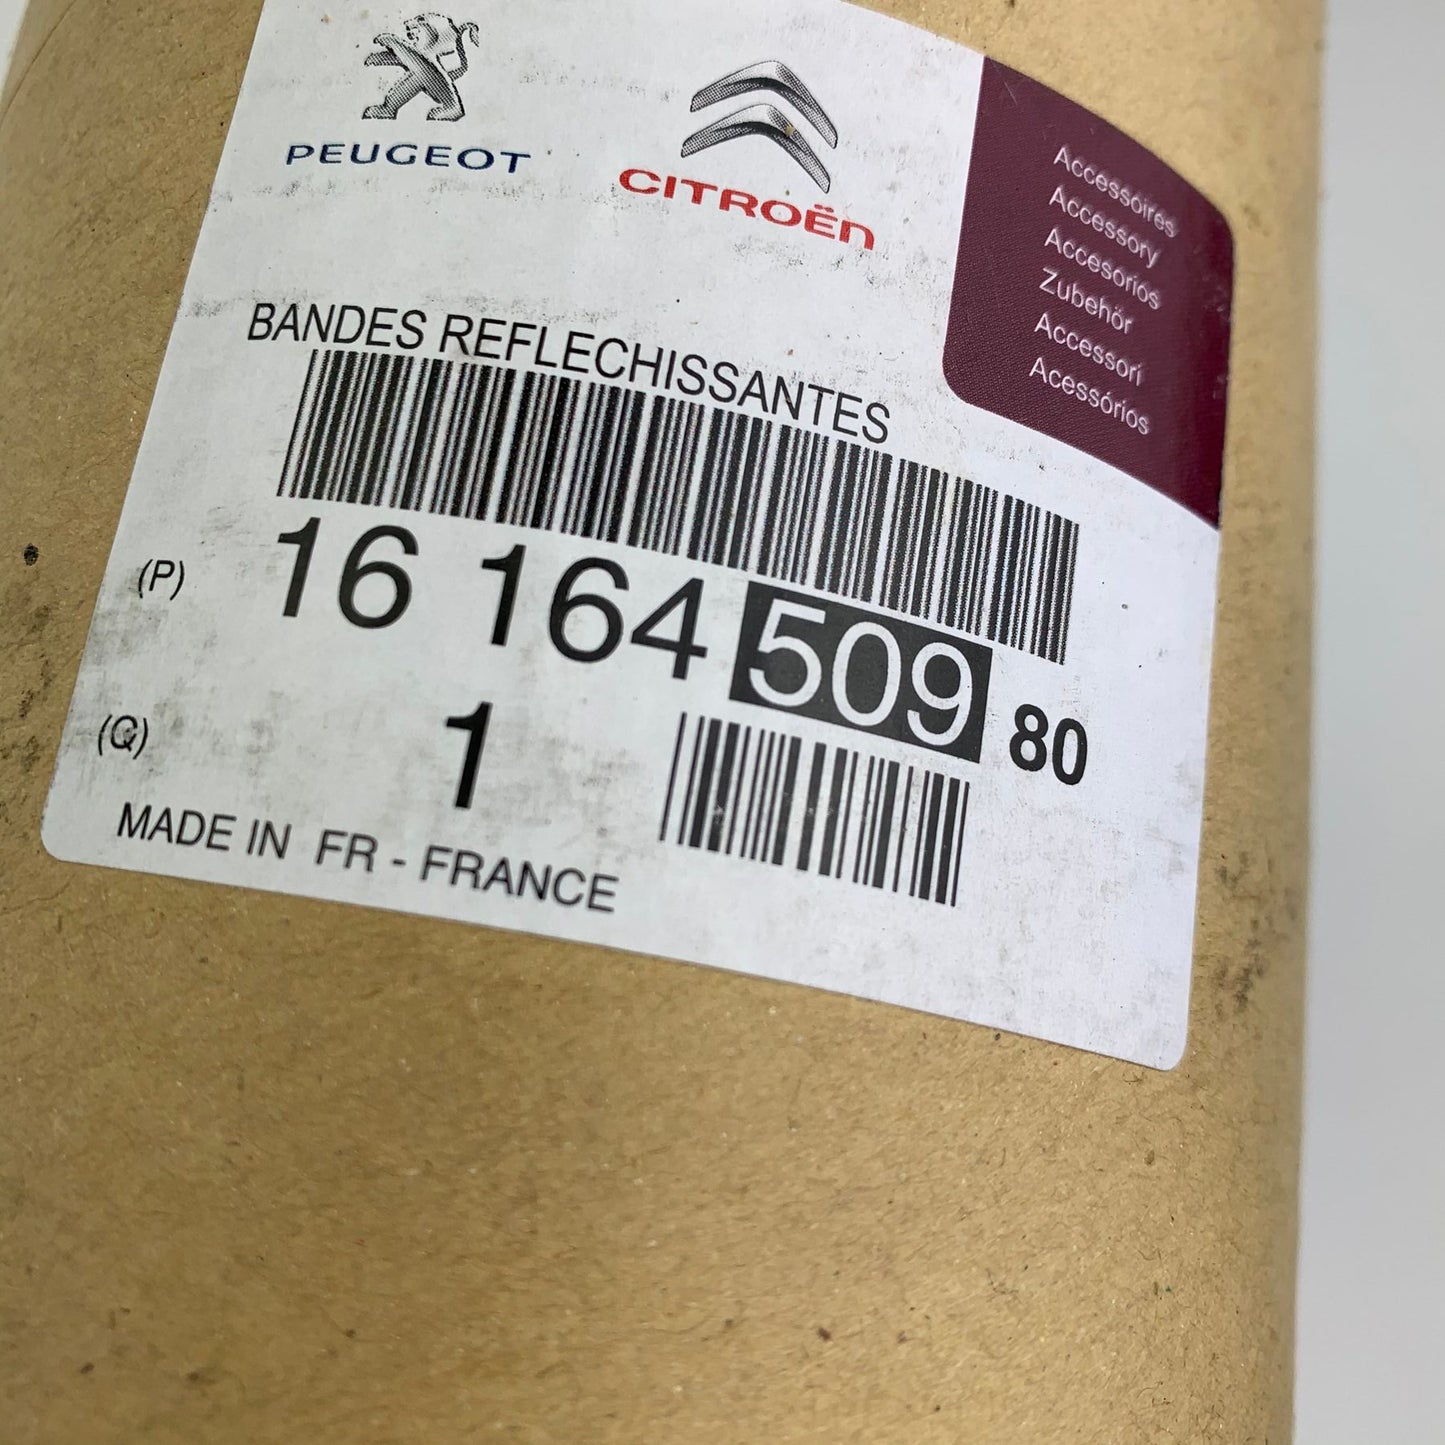 PEUGEOT
CITROËN
Accessoires
Accessory
Accesorios
Zubehör
Accessori
Acessórios
BANDES REFLECHISSANTES
(P) 16 164 509 80
(Q) 1
MADE IN FR - FRANCE